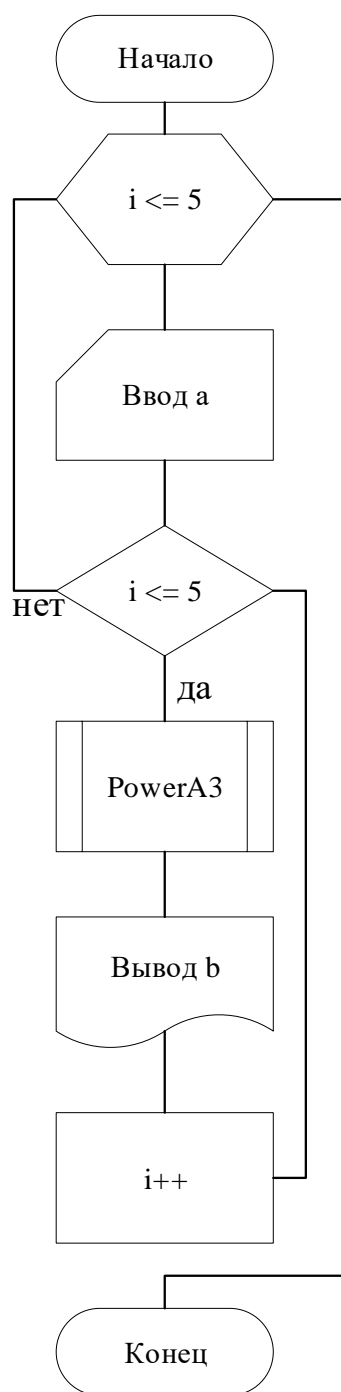 Начало
i <= 5
Ввод a
i <= 5
нет
да
PowerA3
Вывод b
i++
Конец